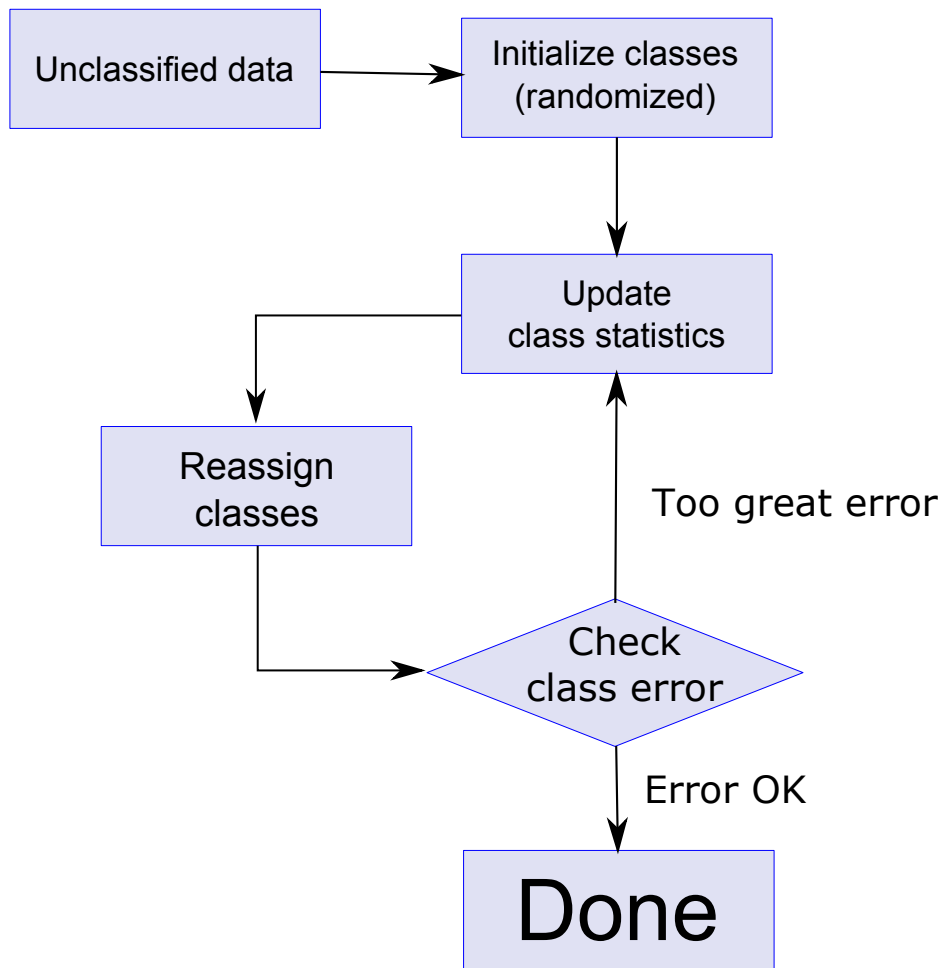 Unclassified data
Initialize classes
(randomized)
Update
class statistics
Reassign
classes
Too great error
Check
class error
Error OK
Done